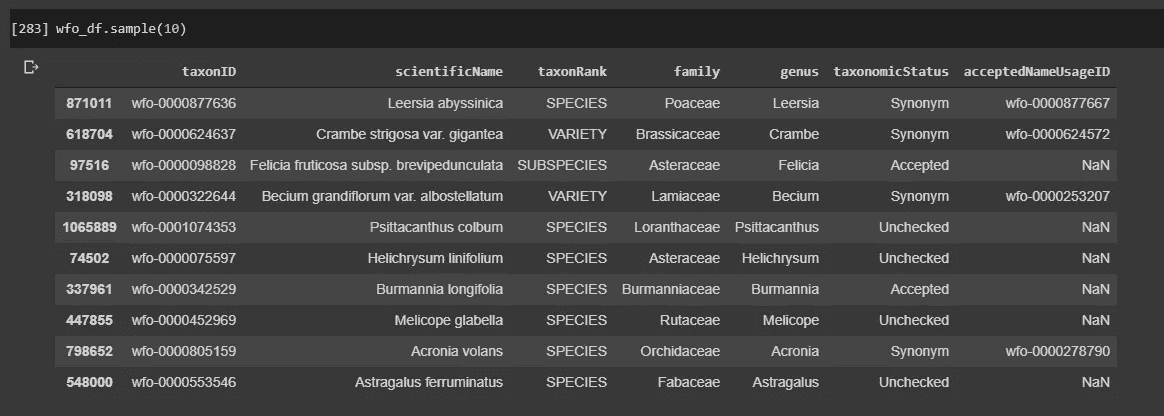 [283] wfo_df.sample(10)
taxonID scientificName taxonRank family genus taxonomicStatus acceptedNameUsageID
871011 wfo-0000877636 Leersia abyssinica SPECIES Poaceae Leersia Synonym wfo-0000877667
618704 wfo-0000624637 Crambe strigosa var. gigantea VARIETY Brassicaceae Crambe Synonym wfo-0000624572
97516 wfo-0000098828 Felicia fruticosa subsp. brevipedunculata SUBSPECIES Asteraceae Felicia Accepted NaN
318098 wfo-0000322644 Becium grandiflorum var. albostellatum VARIETY Lamiaceae Becium Synonym wfo-0000253207
1065889 wfo-0001074353 Psittacanthus colbum SPECIES Loranthaceae Psittacanthus Unchecked NaN
74502 wfo-0000075597 Helichrysum linifolium SPECIES Asteraceae Helichrysum Unchecked NaN
337961 wfo-0000342529 Burmannia longifolia SPECIES Burmanniaceae Burmannia Accepted NaN
447855 wfo-0000452969 Melicope glabella SPECIES Rutaceae Melicope Unchecked NaN
798652 wfo-0000805159 Acronia volans SPECIES Orchidaceae Acronia Synonym wfo-0000278790
548000 wfo-0000553546 Astragalus ferruminatus SPECIES Fabaceae Astragalus Unchecked NaN